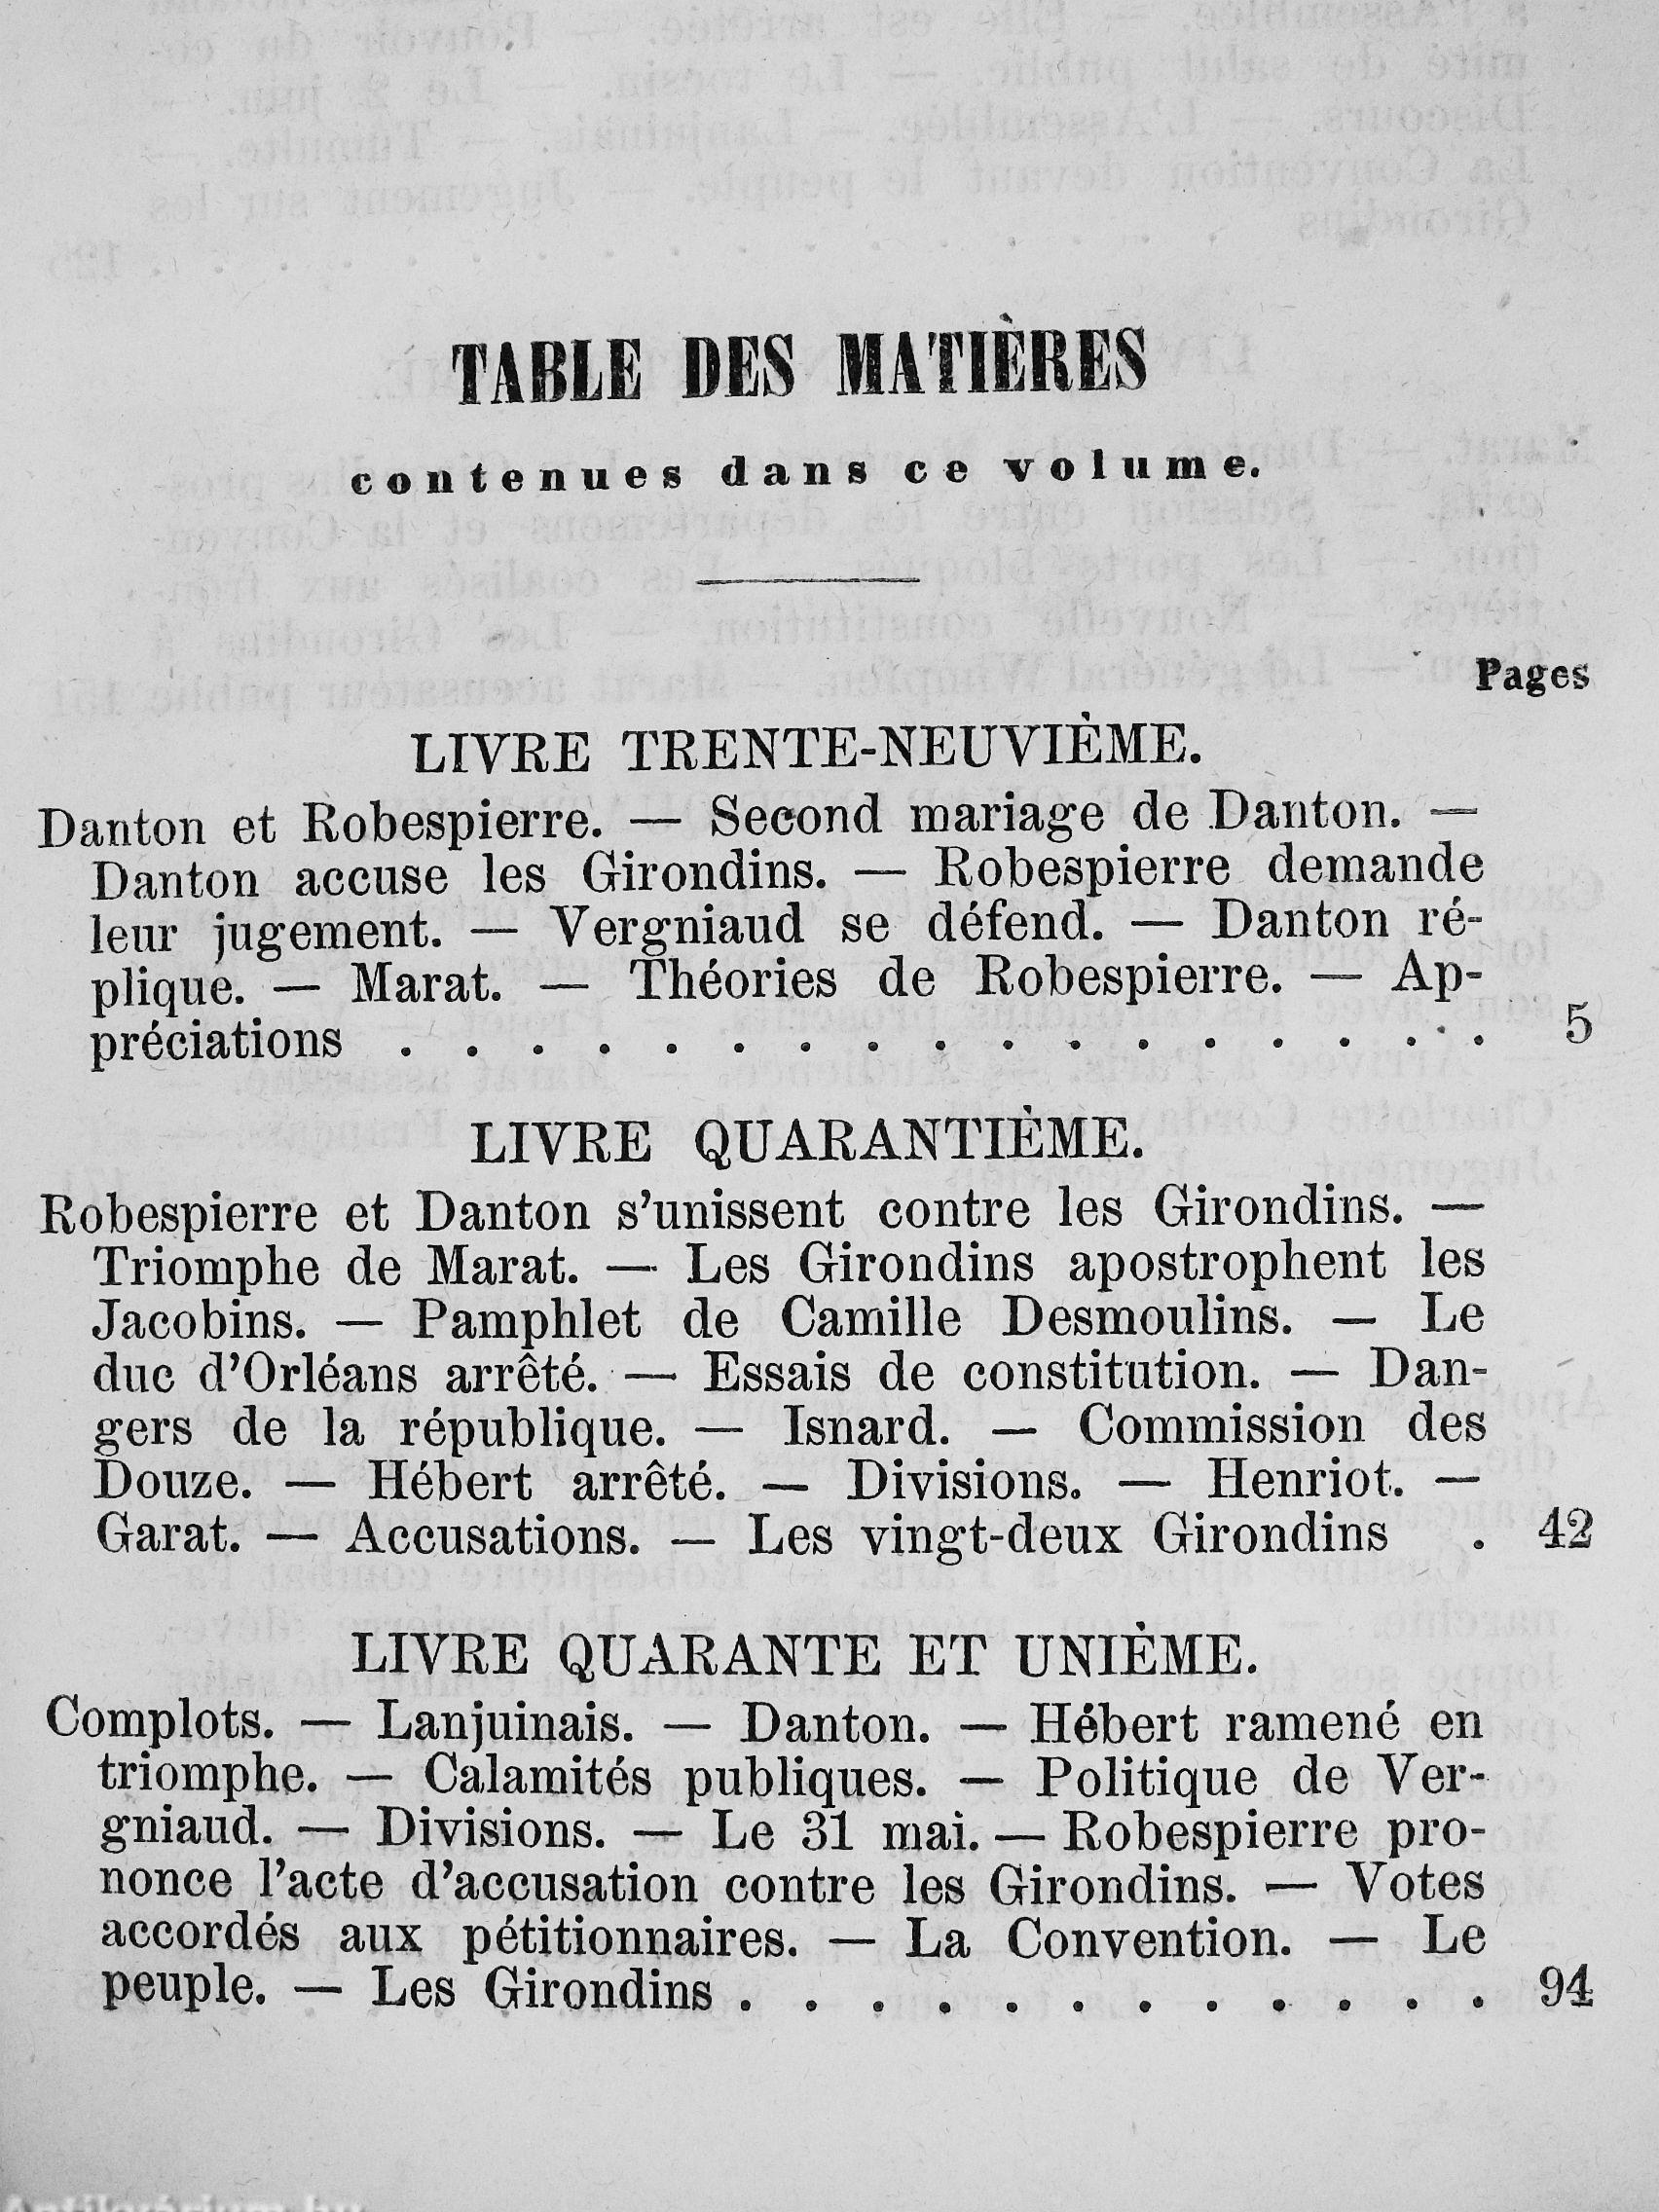 TABLE DES MATIÈRES
contenues dans ce volume.
Pages
LIVRE TRENTE-NEUVIÈME.
Danton et Robespierre. — Second mariage de Danton. —
Danton accuse les Girondins. — Robespierre demande
leur jugement. — Vergniaud se défend. — Danton ré-
plique. — Marat. — Théories de Robespierre. — Ap-
préciations . . . . . . . . . . . . . . . . . 5
LIVRE QUARANTIÈME.
Robespierre et Danton s'unissent contre les Girondins. —
Triomphe de Marat. — Les Girondins apostrophent les
Jacobins. — Pamphlet de Camille Desmoulins. — Le
duc d'Orléans arrêté. — Essais de constitution. — Dan-
gers de la république. — Isnard. — Commission des
Douze. — Hébert arrêté. — Divisions. — Henriot. —
Garat. — Accusations. — Les vingt-deux Girondins . 42
LIVRE QUARANTE ET UNIÈME.
Complots. — Lanjuinais. — Danton. — Hébert ramené en
triomphe. — Calamités publiques. — Politique de Ver-
gniaud. — Divisions. — Le 31 mai. — Robespierre pro-
nonce l'acte d'accusation contre les Girondins. — Votes
accordés aux pétitionnaires. — La Convention. — Le
peuple. — Les Girondins . . . . . . . . . . . . 94